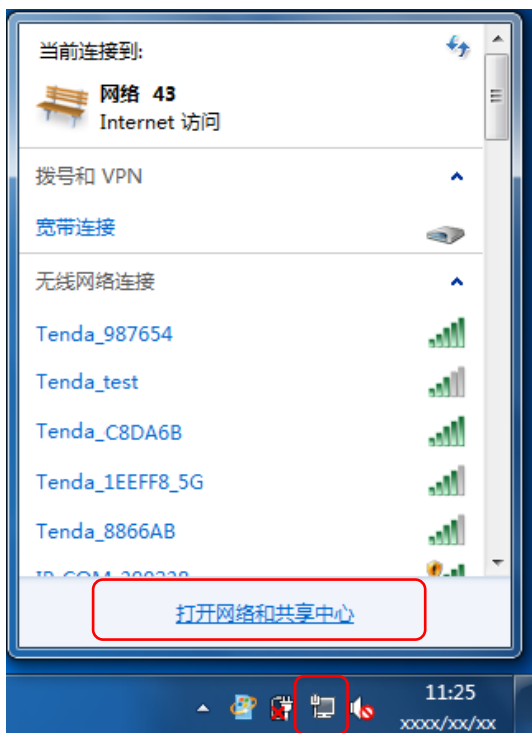 当前连接到:
网络 43
Internet 访问
拨号和 VPN
宽带连接
无线网络连接
Tenda_987654
Tenda_test
Tenda_C8DA6B
Tenda_1EEFF8_5G
Tenda_8866AB
打开网络和共享中心
11:25
xxxx/xx/xx